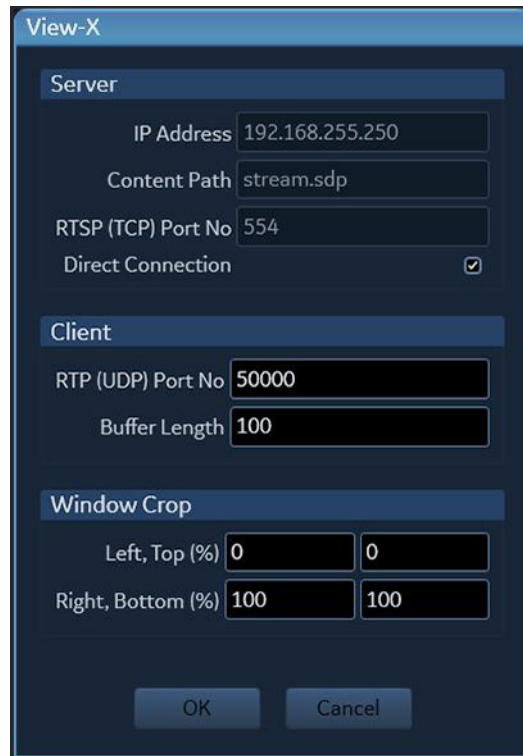 View-X
Server
IP Address 192.168.255.250
Content Path stream.sdp
RTSP (TCP) Port No 554
Direct Connection
Client
RTP (UDP) Port No 50000
Buffer Length 100
Window Crop
Left, Top (%) 0 0
Right, Bottom (%) 100 100
OK Cancel